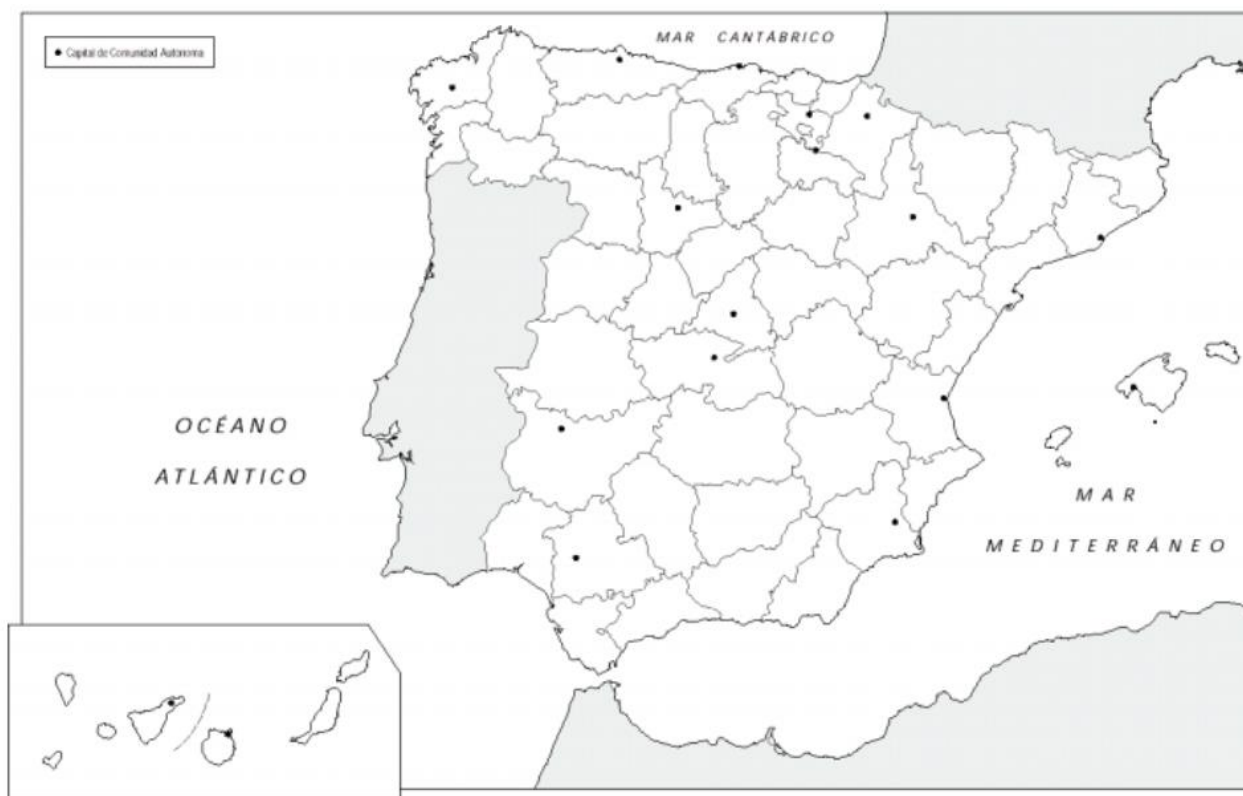 MAR CANTÁBRICO
• Capital de Comunidad Autónoma
OCÉANO
ATLÁNTICO
MAR
MEDITERRÁNEO